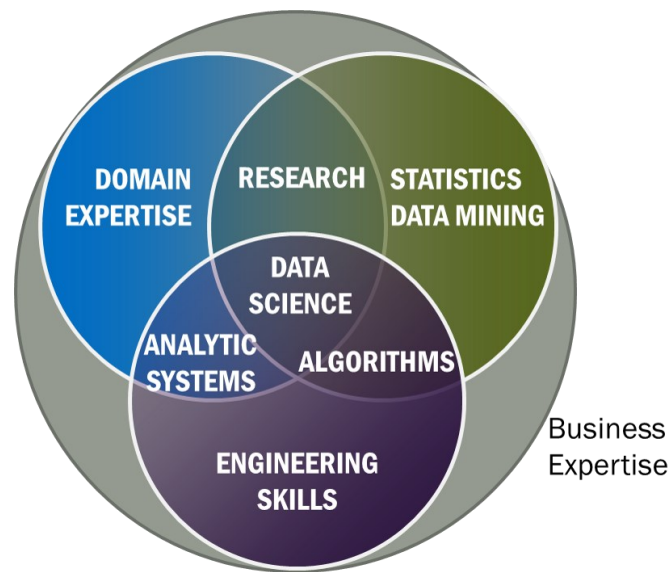 DOMAIN
EXPERTISE
RESEARCH
STATISTICS
DATA MINING
DATA
SCIENCE
ANALYTIC
SYSTEMS
ALGORITHMS
ENGINEERING
SKILLS
Business
Expertise